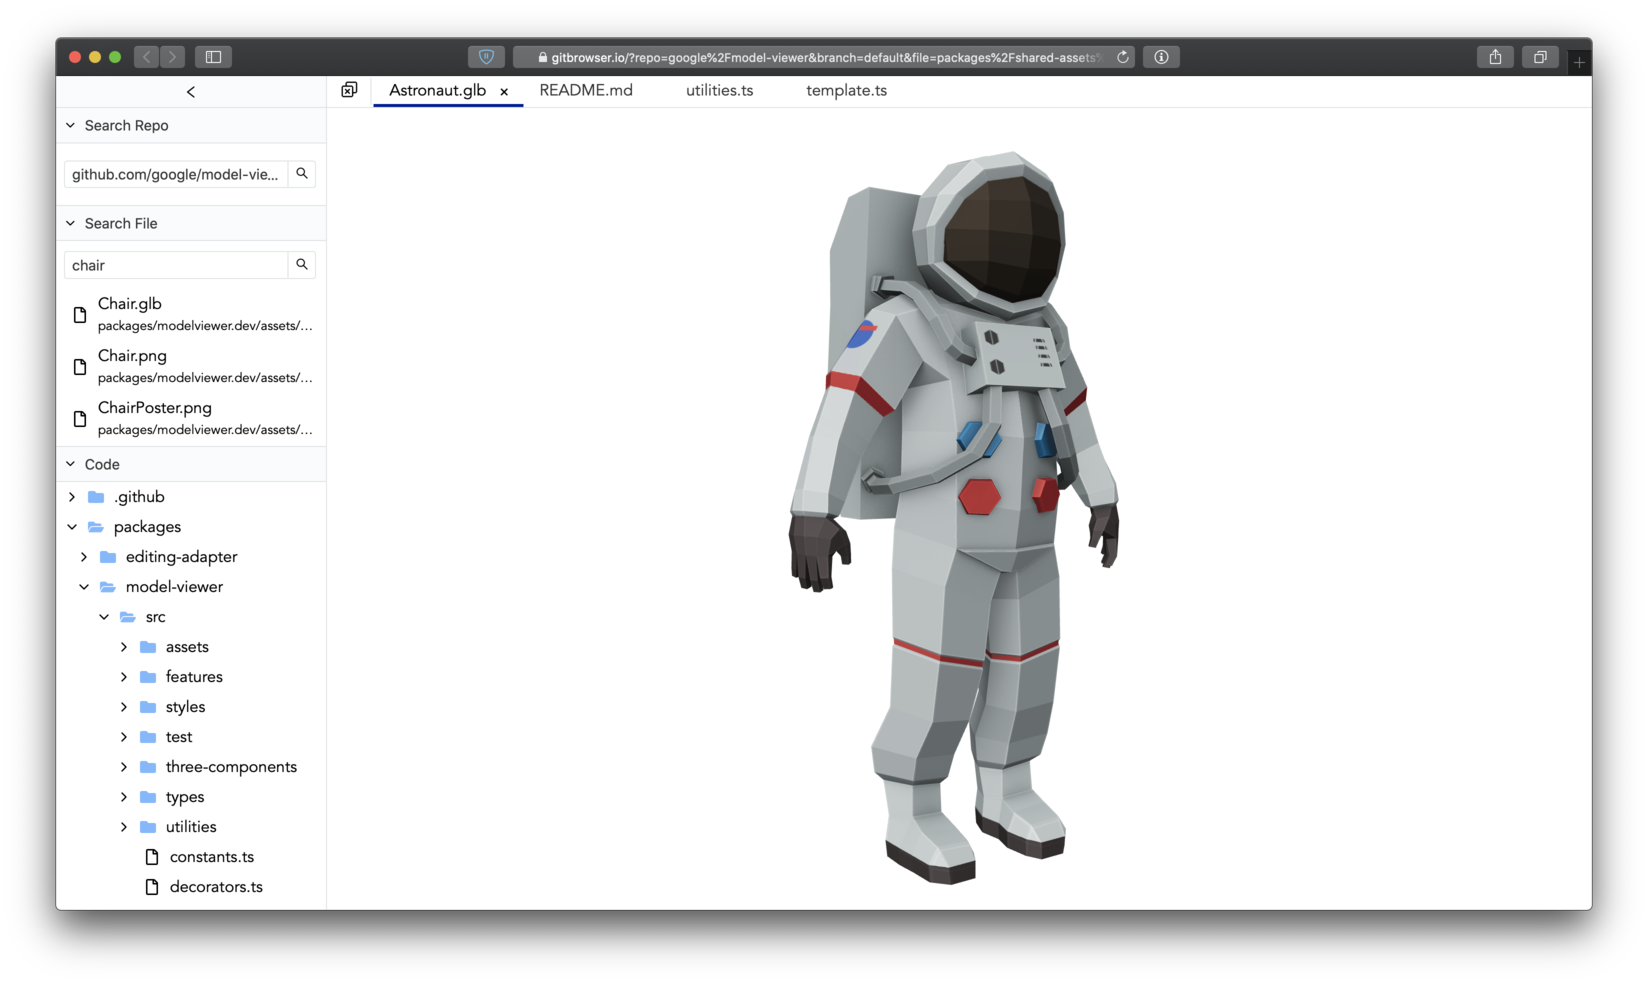 gitbrowser.io/?repo=google%2Fmodel-viewer&branch=default&file=packages%2Fshared-assets%
Astronaut.glb × README.md utilities.ts template.ts
Search Repo
github.com/google/model-vie...
Search File
chair
Chair.glb
packages/modelviewer.dev/assets/...
Chair.png
packages/modelviewer.dev/assets/...
ChairPoster.png
packages/modelviewer.dev/assets/...
Code
.github
packages
editing-adapter
model-viewer
src
assets
features
styles
test
three-components
types
utilities
constants.ts
decorators.ts